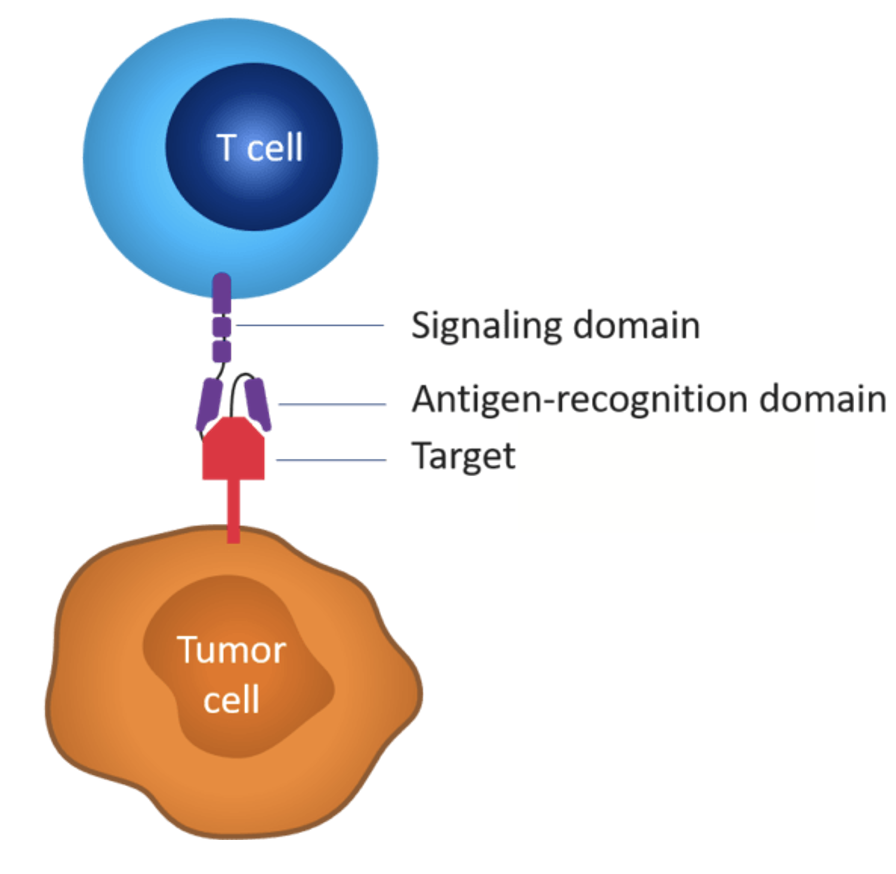 T cell
Signaling domain
Antigen-recognition domain
Target
Tumor
cell